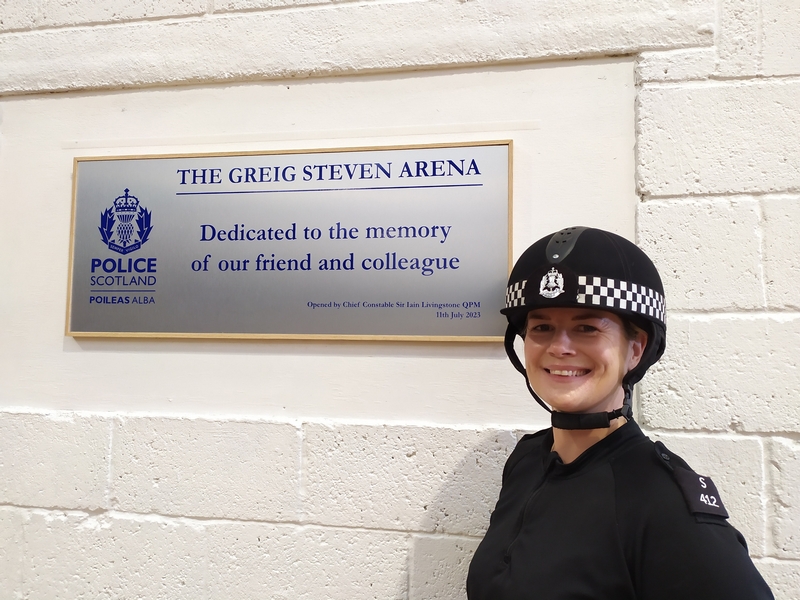 THE GREIG STEVEN ARENA
Dedicated to the memory
of our friend and colleague
POLICE
SCOTLAND
POILEAS ALBA
Opened by Chief Constable Sir Iain Livingstone QPM
11th July 2023
S
412